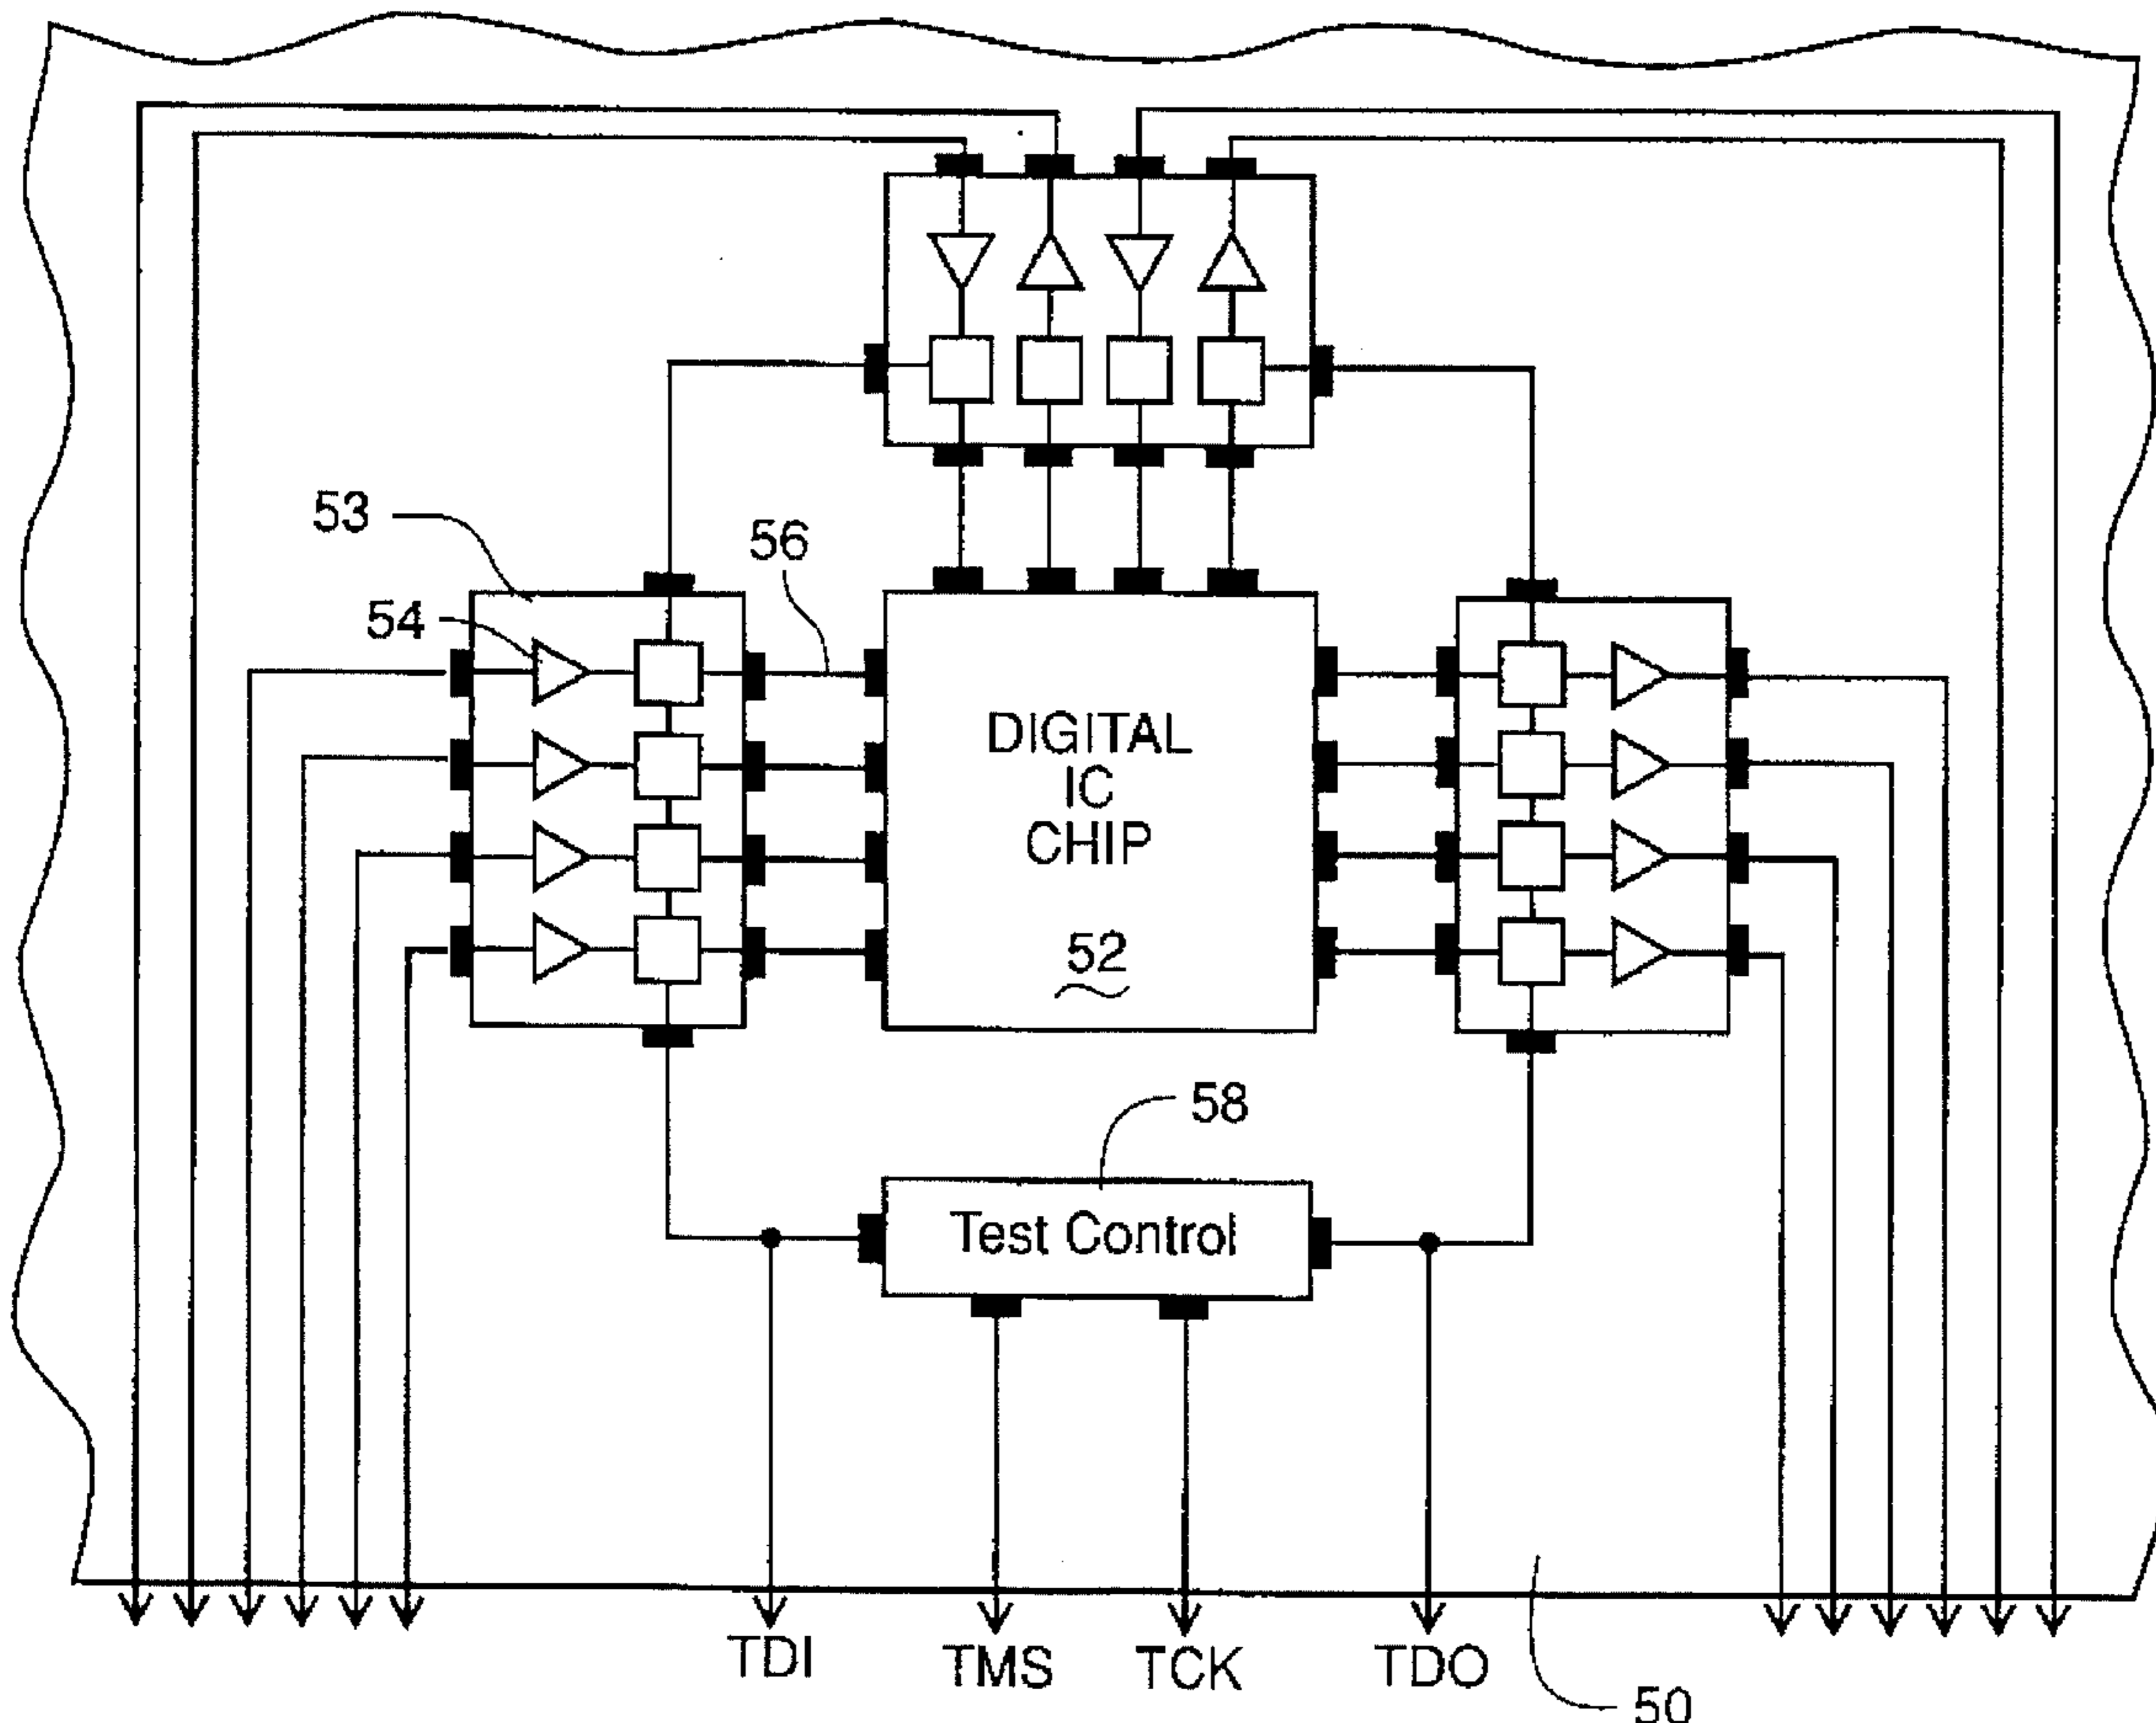 53
56
54
DIGITAL
IC
CHIP
52
58
Test Control
TDI
TMS
TCK
TDO
50